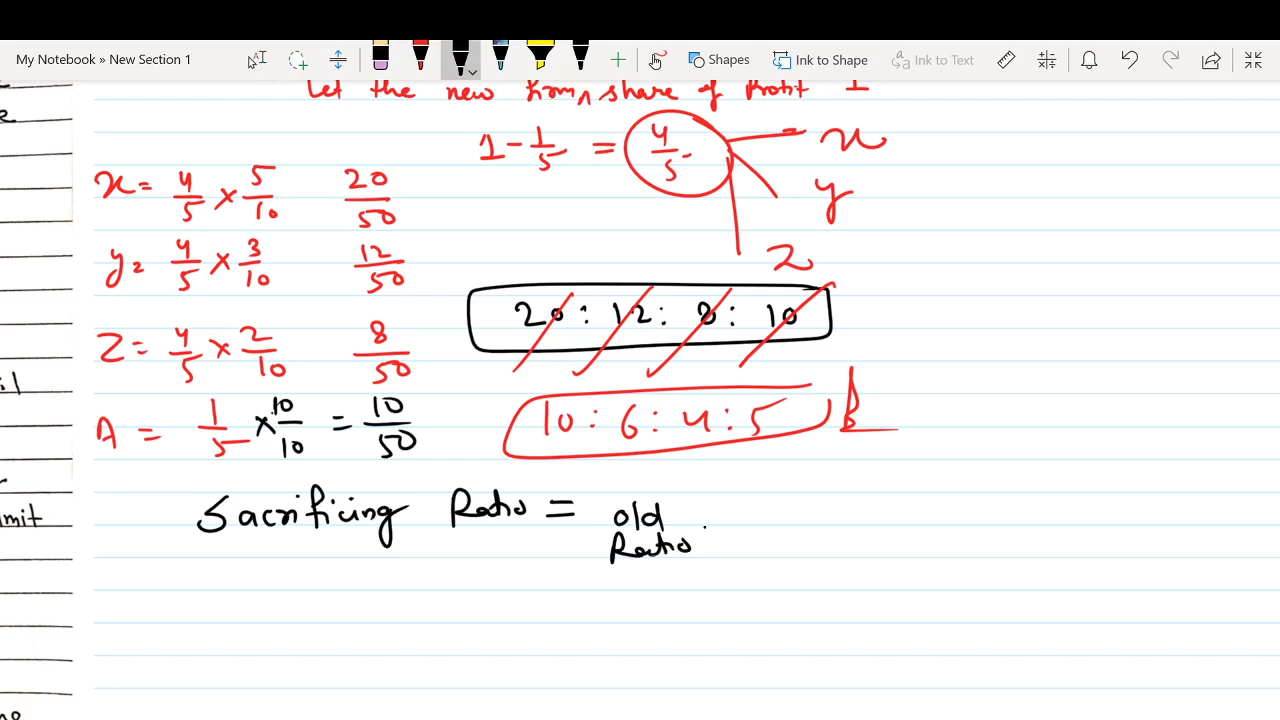 My Notebook » New Section 1
Shapes
Ink to Shape
Ink to Text
Let the new firm share of Profit 1
1 - 1/5 = 4/5
x
y
z
x = 4/5 × 5/10 20/50
y = 4/5 × 3/10 12/50
Z = 4/5 × 2/10 8/50
A = 1/5 × 10/10 = 10/50
20 : 12 : 8 : 10
10 : 6 : 4 : 5
Sacrificing Ratio = old Ratio
mit